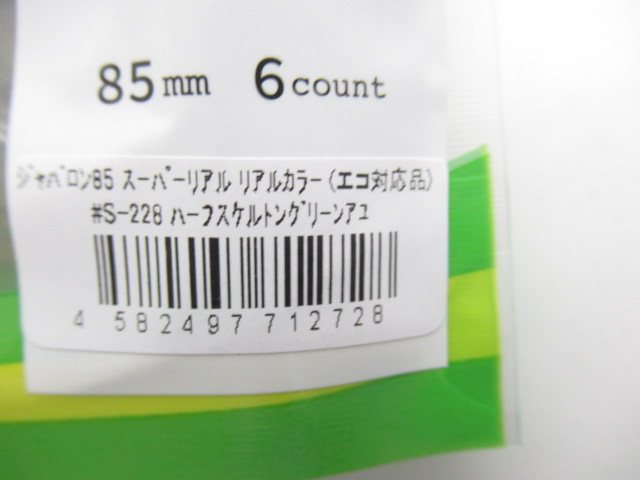 85mm 6count
ジャバロン85 スーパーリアル リアルカラー(エコ対応品)
#S-228 ハーフスケルトングリーンアユ
4 582497 712728